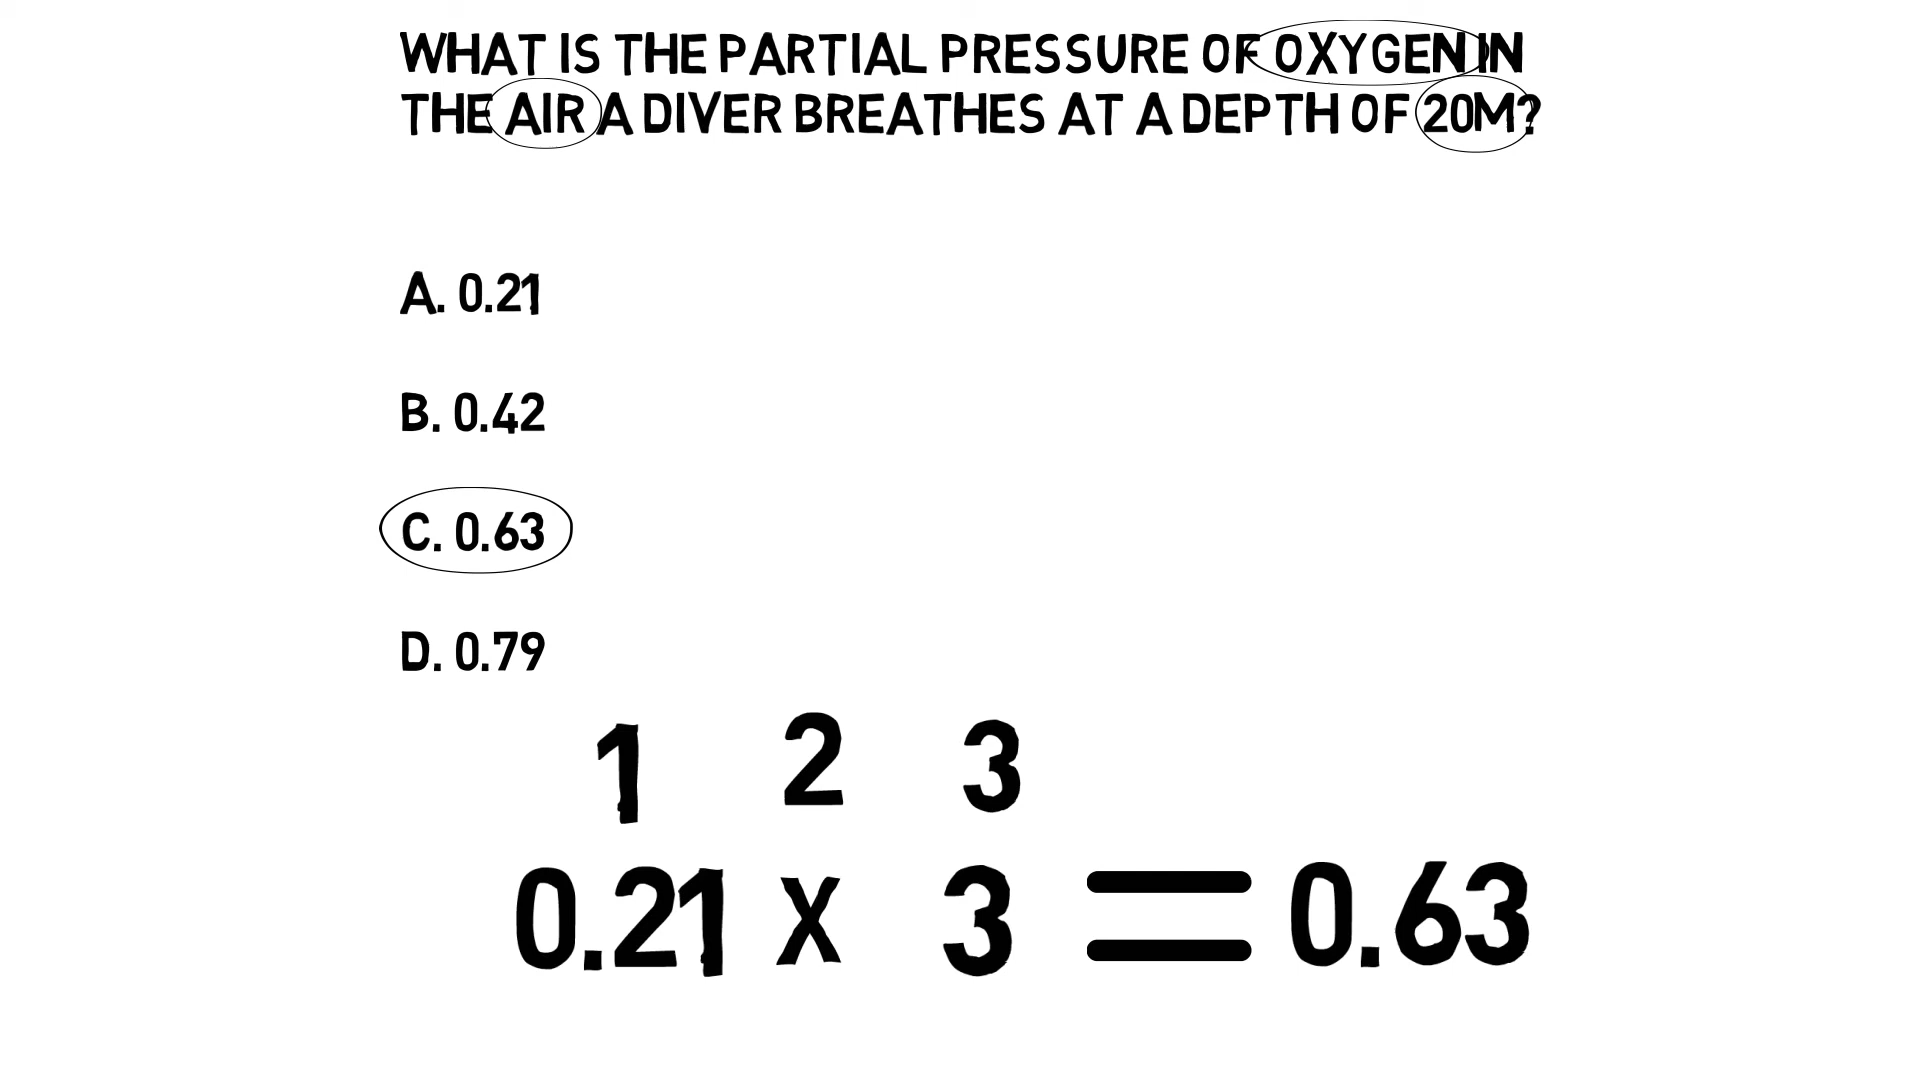 WHAT IS THE PARTIAL PRESSURE OF OXYGEN IN
THE AIR A DIVER BREATHES AT A DEPTH OF 20M?
A. 0.21
B. 0.42
C. 0.63
D. 0.79
1 2 3
0.21 X 3 = 0.63